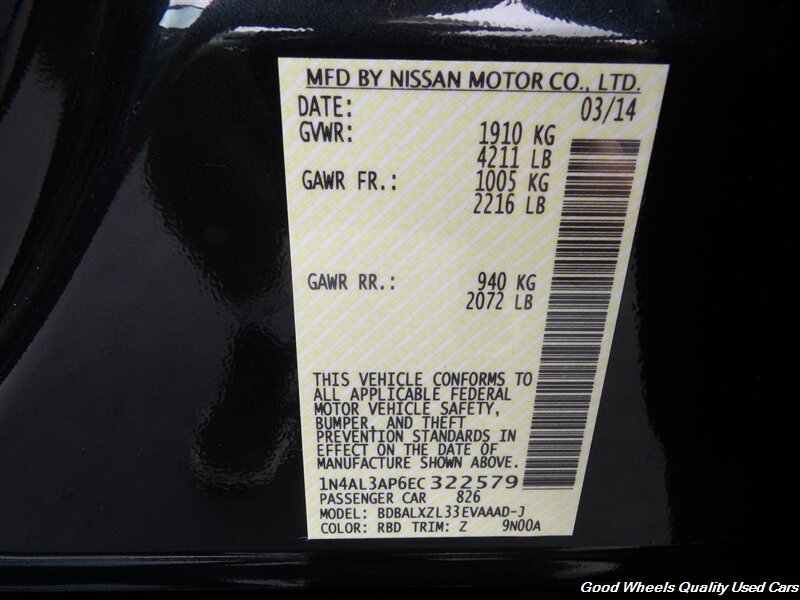 MFD BY NISSAN MOTOR CO., LTD.
DATE: 03/14
GVWR: 1910 KG
4211 LB
GAWR FR.: 1005 KG
2216 LB
GAWR RR.: 940 KG
2072 LB
THIS VEHICLE CONFORMS TO
ALL APPLICABLE FEDERAL
MOTOR VEHICLE SAFETY,
BUMPER, AND THEFT
PREVENTION STANDARDS IN
EFFECT ON THE DATE OF
MANUFACTURE SHOWN ABOVE.
1N4AL3AP6EC322579
PASSENGER CAR 826
MODEL: BDBALXZL33EVAAAD-J
COLOR: RBD TRIM: Z 9N00A
Good Wheels Quality Used Cars